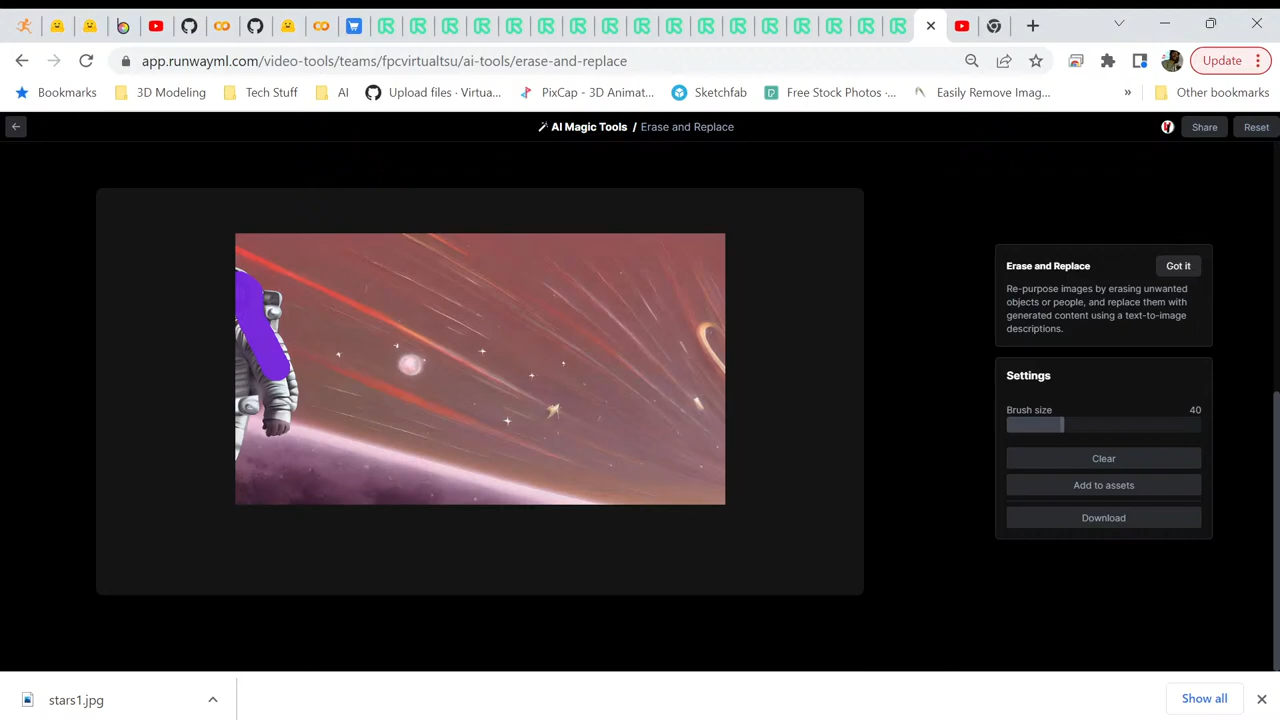 Update
app.runwayml.com/video-tools/teams/fpcvirtualtsu/ai-tools/erase-and-replace
Bookmarks
3D Modeling
Tech Stuff
AI
Upload files · Virtua...
PixCap - 3D Animat...
Sketchfab
Free Stock Photos ·...
Easily Remove Imag...
»
Other bookmarks
AI Magic Tools / Erase and Replace
Share
Reset
Erase and Replace
Got it
Re-purpose images by erasing unwanted
objects or people, and replace them with
generated content using a text-to-image
descriptions.
Settings
Brush size
40
Clear
Add to assets
Download
stars1.jpg
Show all